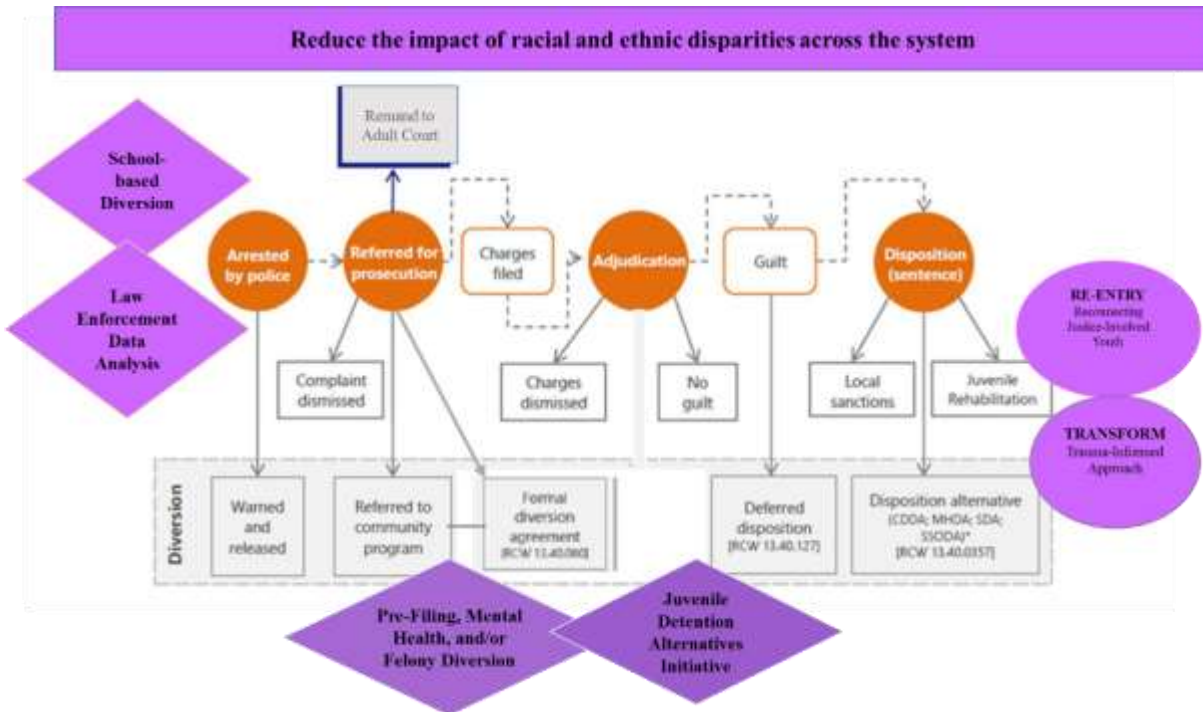 Reduce the impact of racial and ethnic disparities across the system
Remand to
Adult Court
School-
based
Diversion
Arrested
by police
Referred for
prosecution
Charges
filed
Adjudication
Guilt
Disposition
(sentence)
Law
Enforcement
Data
Analysis
RE-ENTRY
Reconnecting
Justice-Involved
Youth
Complaint
dismissed
Charges
dismissed
No
guilt
Local
sanctions
Juvenile
Rehabilitation
TRANSFORM
Trauma-Informed
Approach
Diversion
Warned
and
released
Referred to
community
program
Formal
diversion
agreement
[RCW 13.40.080]
Deferred
disposition
[RCW 13.40.127]
Disposition alternative
(CDDA; MHDA; SDA;
SSODA)*
[RCW 13.40.0357]
Pre-Filing, Mental
Health, and/or
Felony Diversion
Juvenile
Detention
Alternatives
Initiative